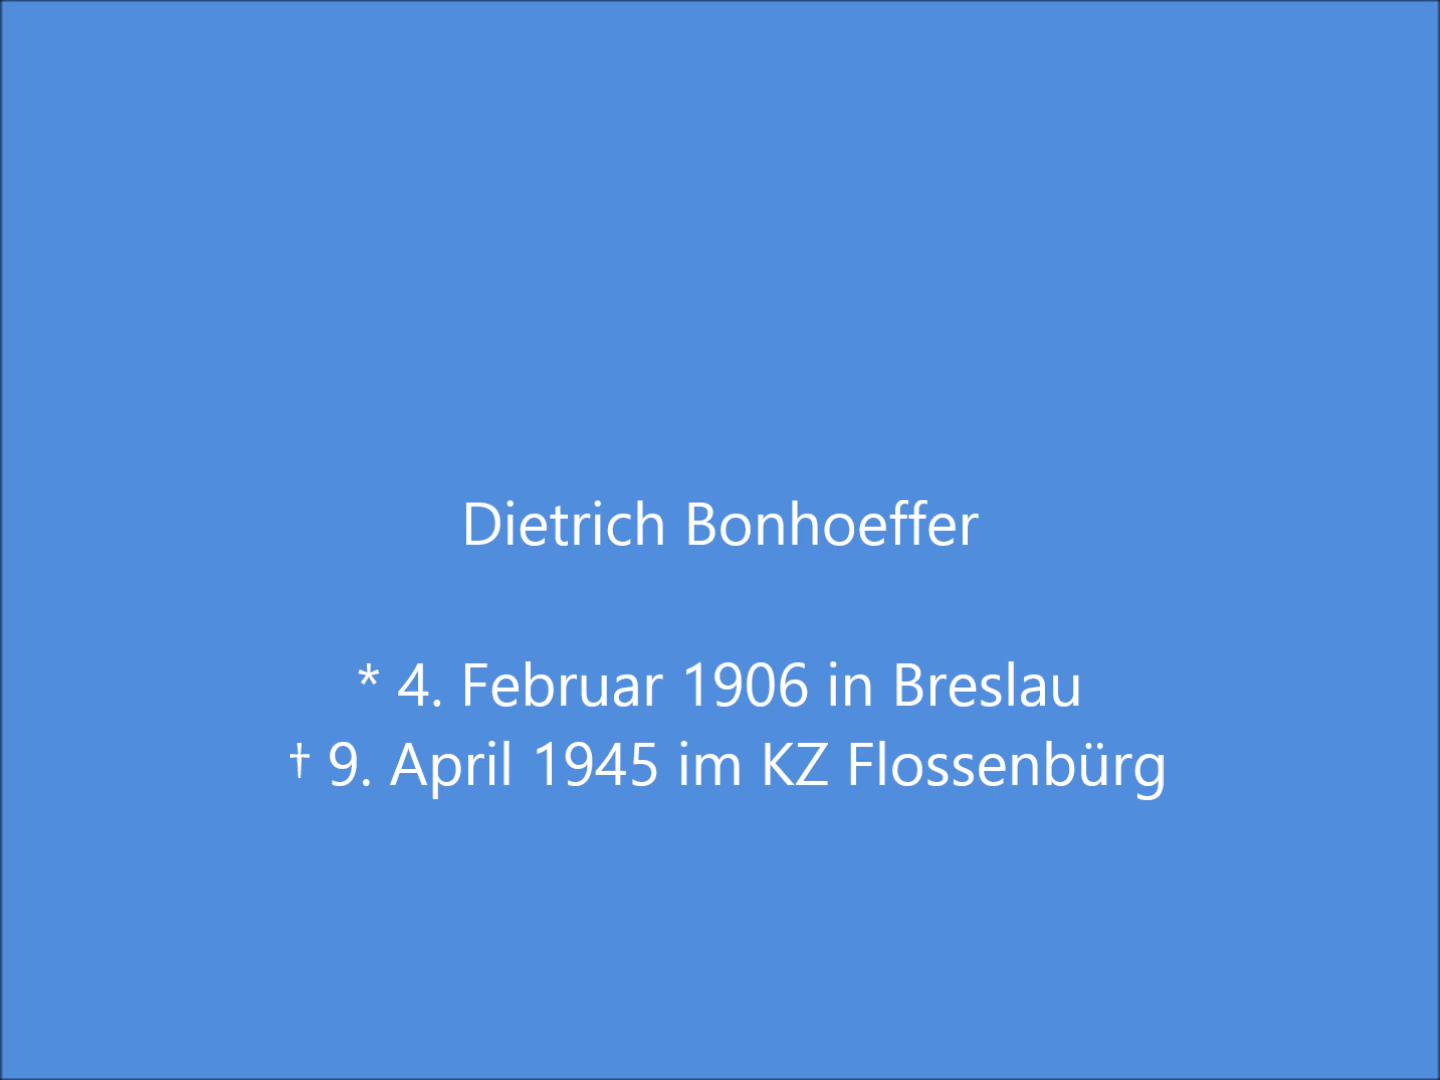 Dietrich Bonhoeffer
* 4. Februar 1906 in Breslau
† 9. April 1945 im KZ Flossenbürg